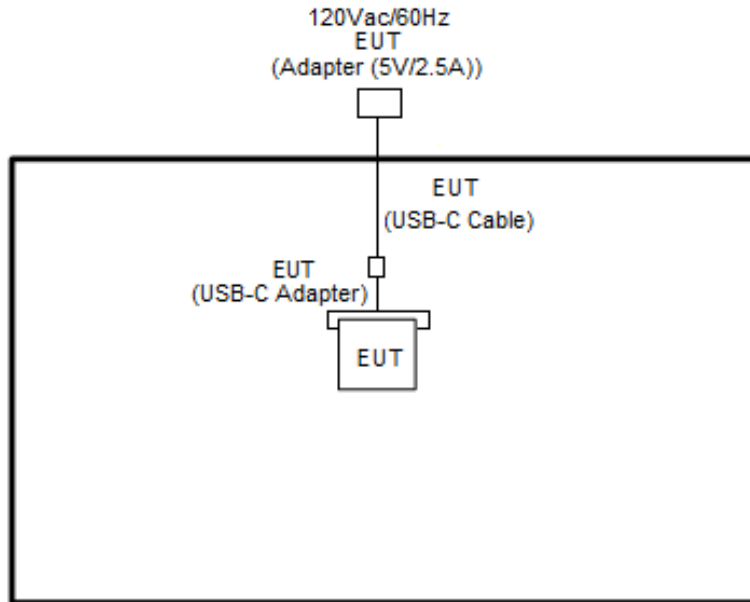 120Vac/60Hz
EUT
(Adapter (5V/2.5A))
EUT
(USB-C Cable)
EUT
(USB-C Adapter)
EUT